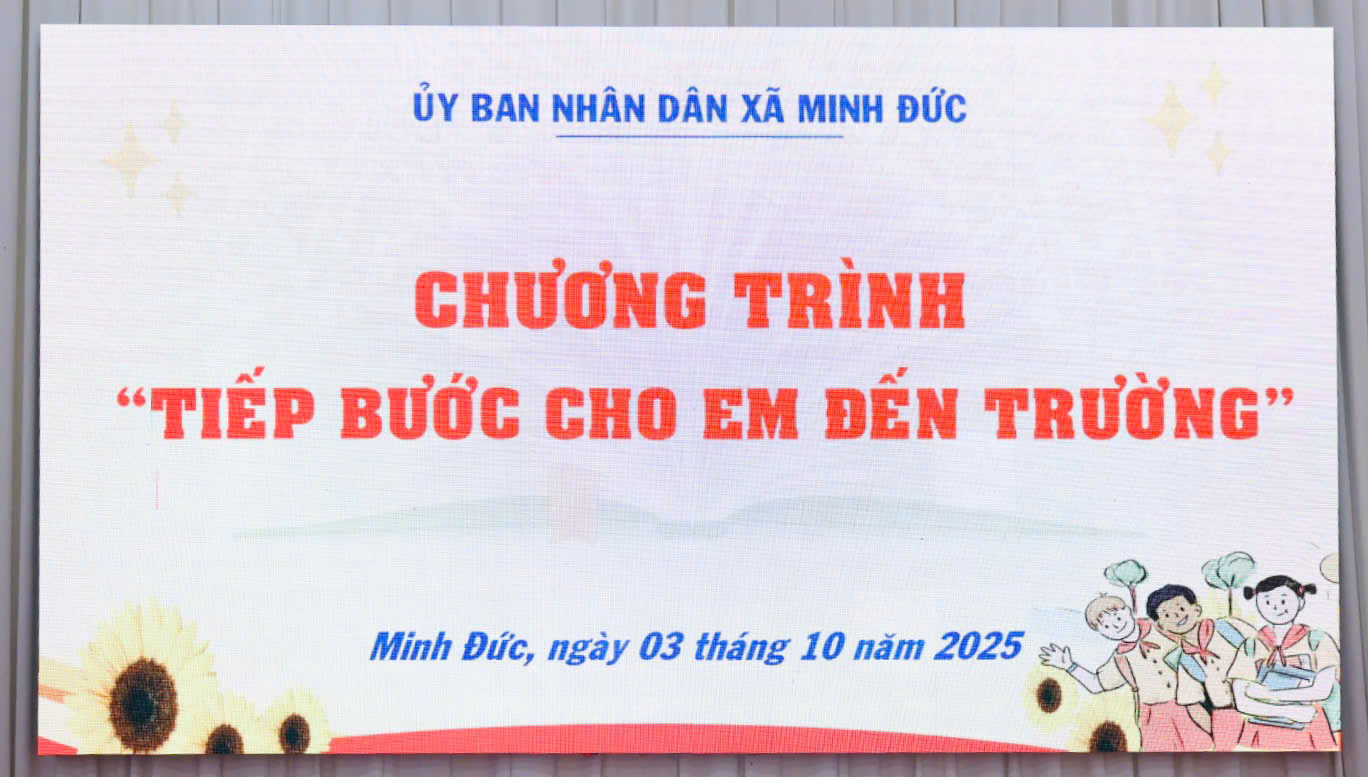 ỦY BAN NHÂN DÂN XÃ MINH ĐỨC
CHƯƠNG TRÌNH
“TIẾP BƯỚC CHO EM ĐẾN TRƯỜNG”
Minh Đức, ngày 03 tháng 10 năm 2025